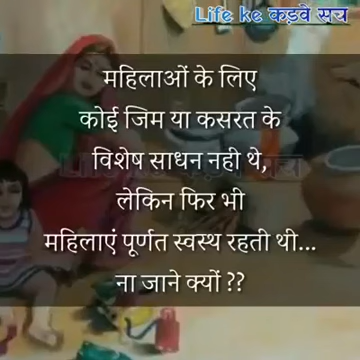 Life ke कड़वे सच
महिलाओं के लिए
कोई जिम या कसरत के
विशेष साधन नही थे,
लेकिन फिर भी
महिलाएं पूर्णत स्वस्थ रहती थी...
ना जाने क्यों ??